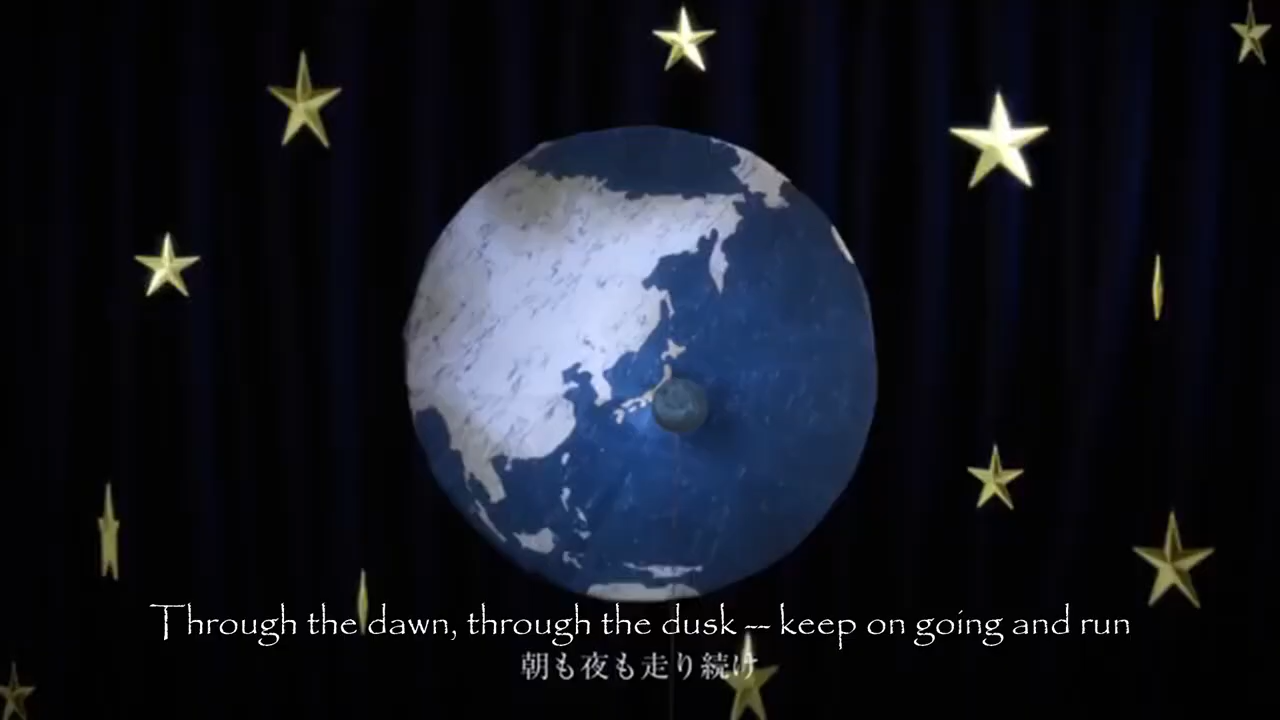 Through the dawn, through the dusk -- keep on going and run
朝も夜も走り続け